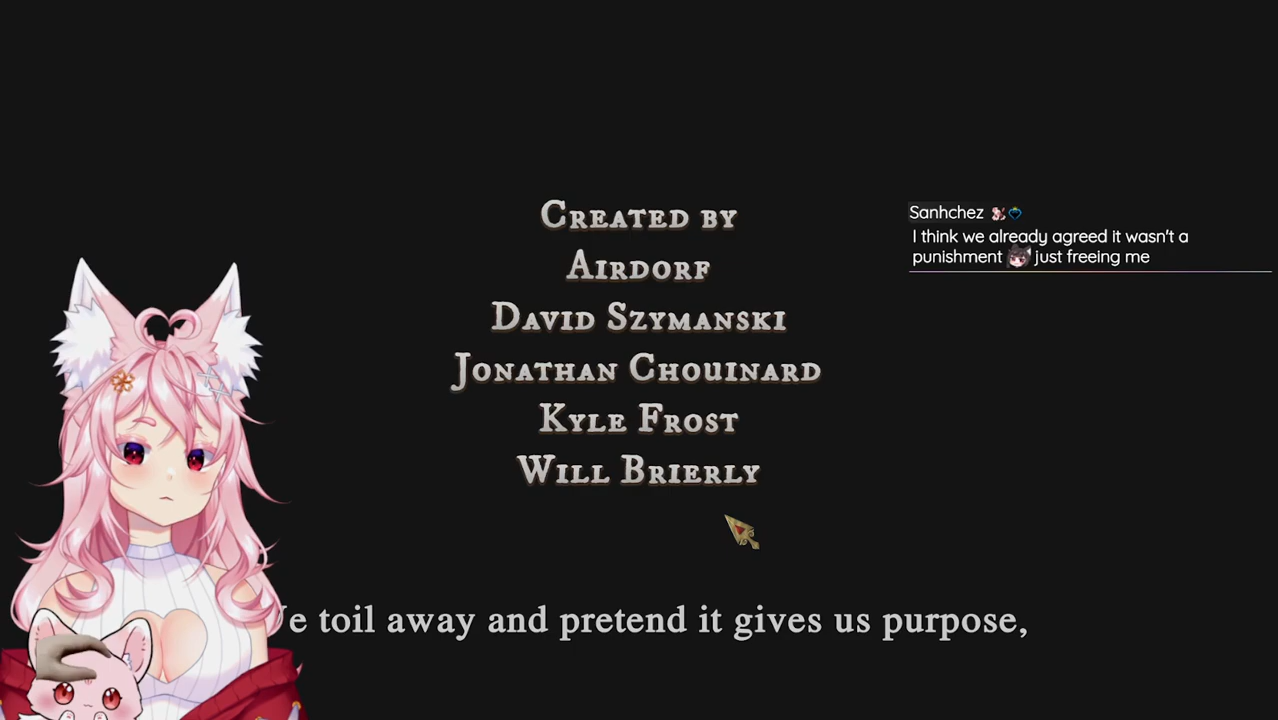 Created by
Airdorf
David Szymanski
Jonathan Chouinard
Kyle Frost
Will Brierly
Sanhchez
I think we already agreed it wasn't a
punishment just freeing me
e toil away and pretend it gives us purpose,